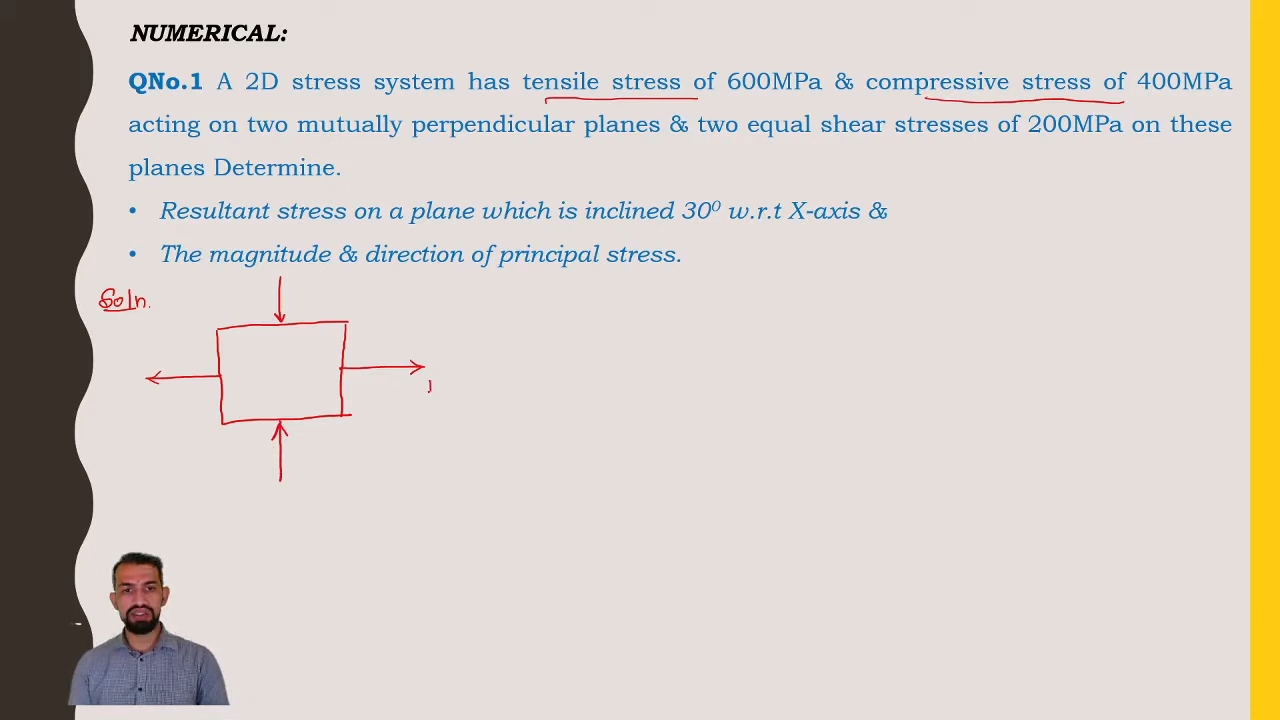 NUMERICAL:
QNo.1 A 2D stress system has tensile stress of 600MPa & compressive stress of 400MPa
acting on two mutually perpendicular planes & two equal shear stresses of 200MPa on these
planes Determine.
• Resultant stress on a plane which is inclined 30⁰ w.r.t X-axis &
• The magnitude & direction of principal stress.
Soln.